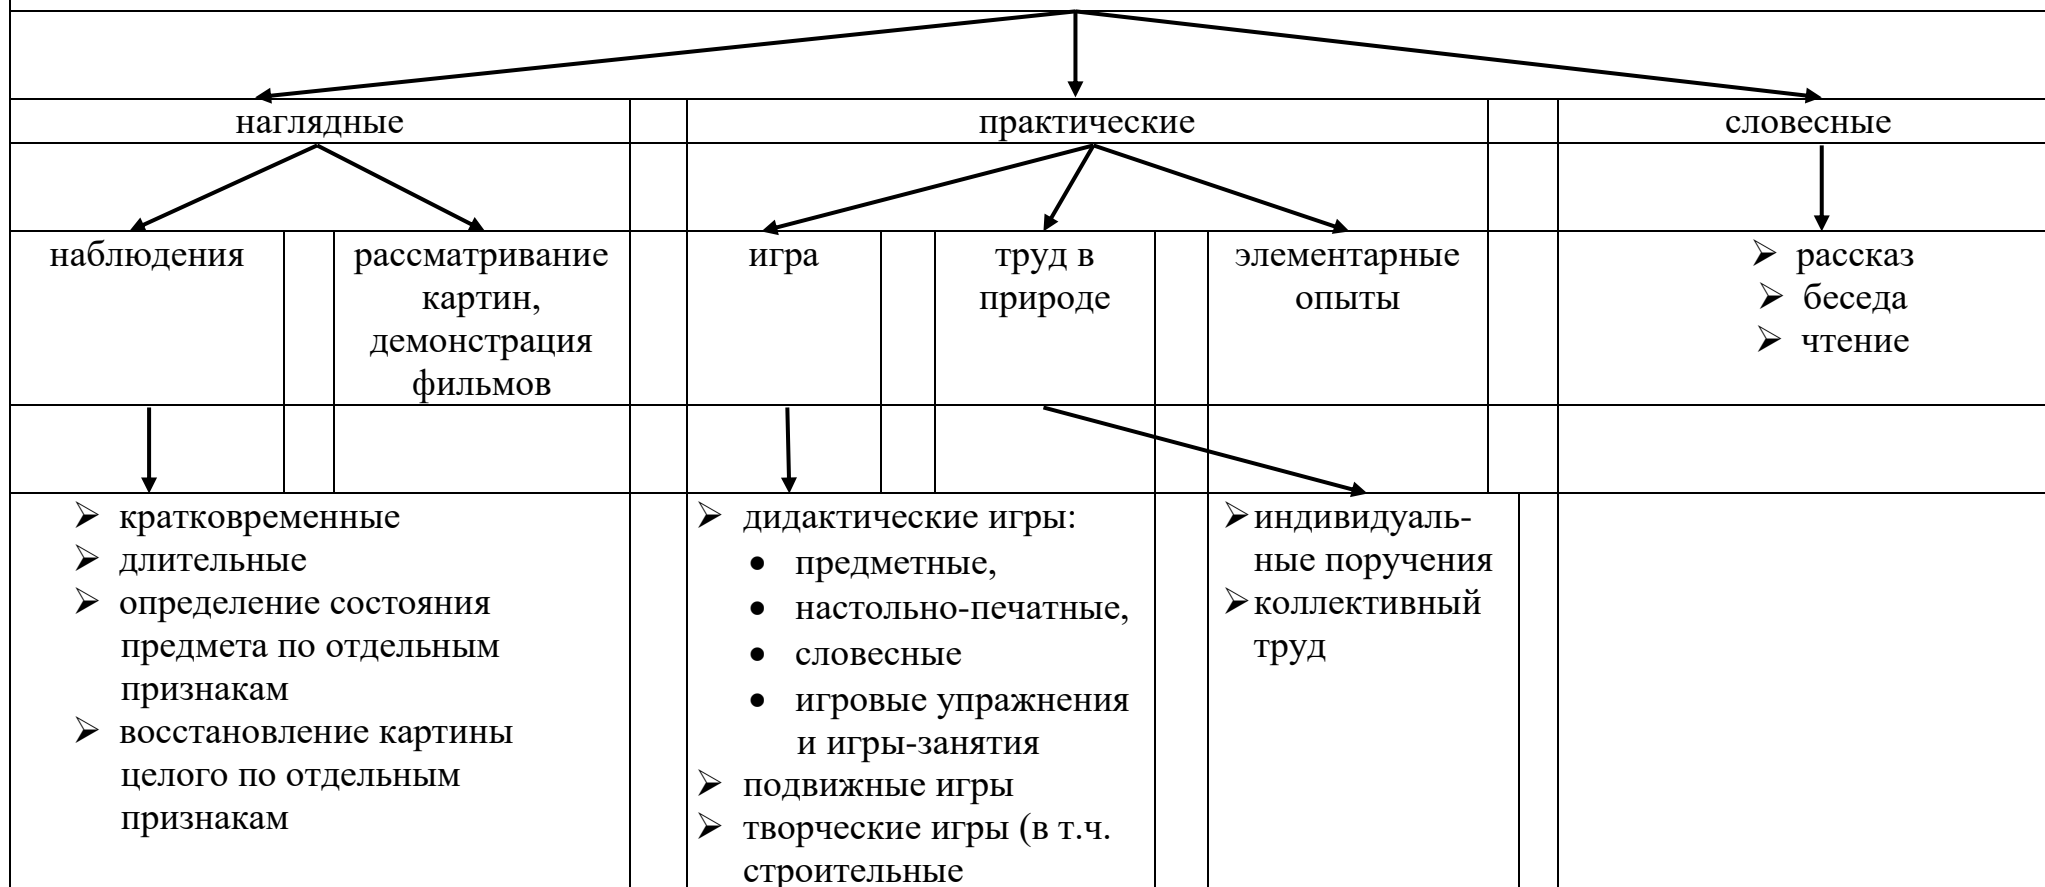 наглядные
практические
словесные
наблюдения
рассматривание
картин,
демонстрация
фильмов
игра
труд в
природе
элементарные
опыты
➢ рассказ
➢ беседа
➢ чтение
➢ кратковременные
➢ длительные
➢ определение состояния
предмета по отдельным
признакам
➢ восстановление картины
целого по отдельным
признакам
➢ дидактические игры:
• предметные,
• настольно-печатные,
• словесные
• игровые упражнения
и игры-занятия
➢ подвижные игры
➢ творческие игры (в т.ч.
строительные
➢ индивидуаль-
ные поручения
➢ коллективный
труд